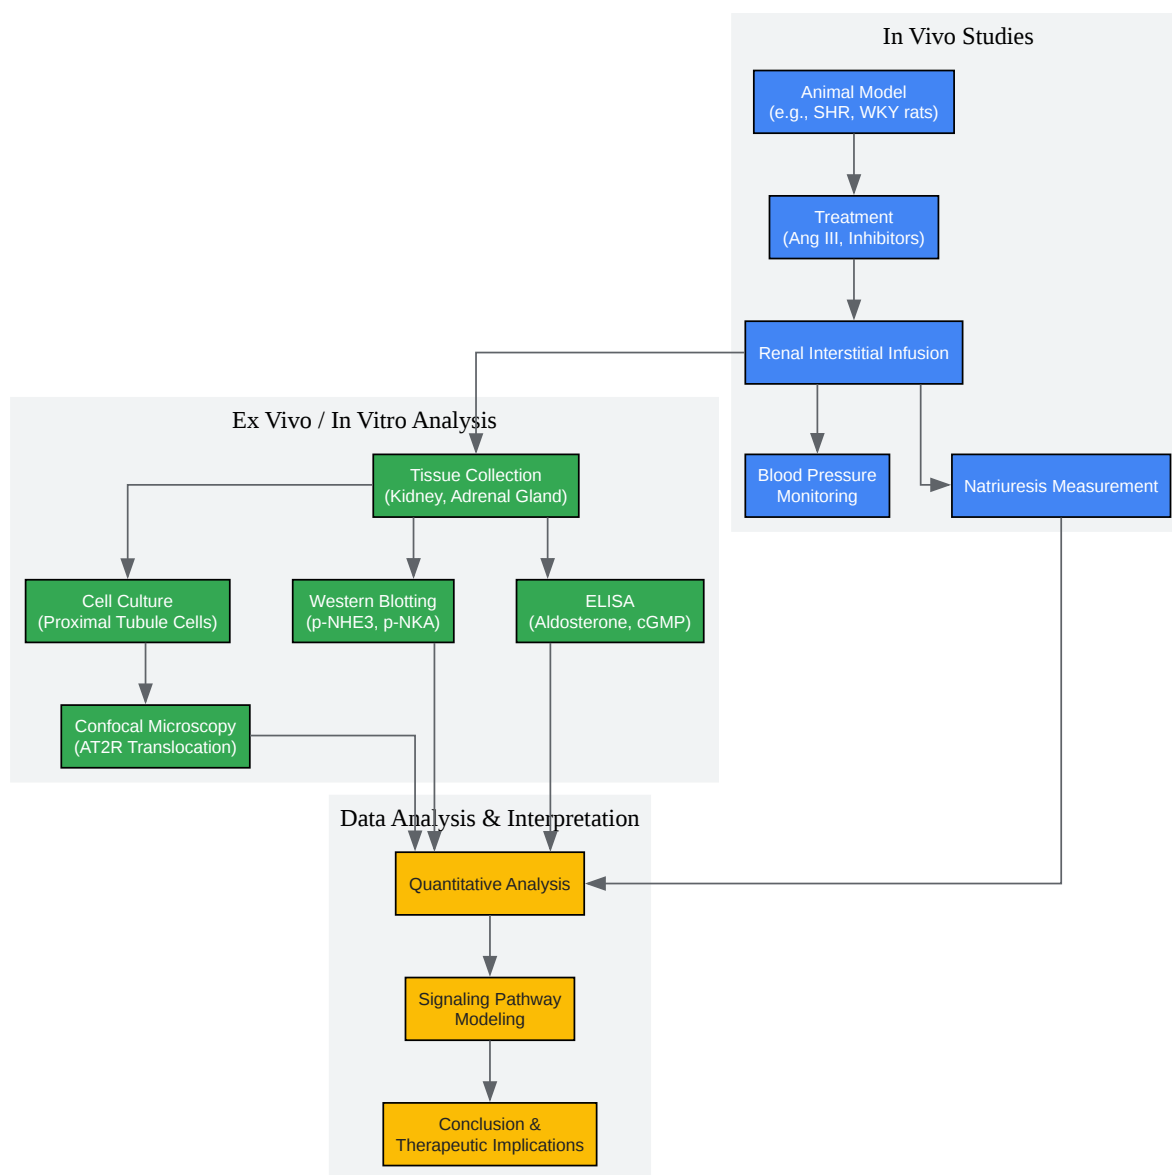 In Vivo Studies
Animal Model
(e.g., SHR, WKY rats)
Treatment
(Ang III, Inhibitors)
Renal Interstitial Infusion
Blood Pressure
Monitoring
Natriuresis Measurement
Ex Vivo / In Vitro Analysis
Tissue Collection
(Kidney, Adrenal Gland)
Cell Culture
(Proximal Tubule Cells)
Western Blotting
(p-NHE3, p-NKA)
ELISA
(Aldosterone, cGMP)
Confocal Microscopy
(AT2R Translocation)
Data Analysis & Interpretation
Quantitative Analysis
Signaling Pathway
Modeling
Conclusion &
Therapeutic Implications